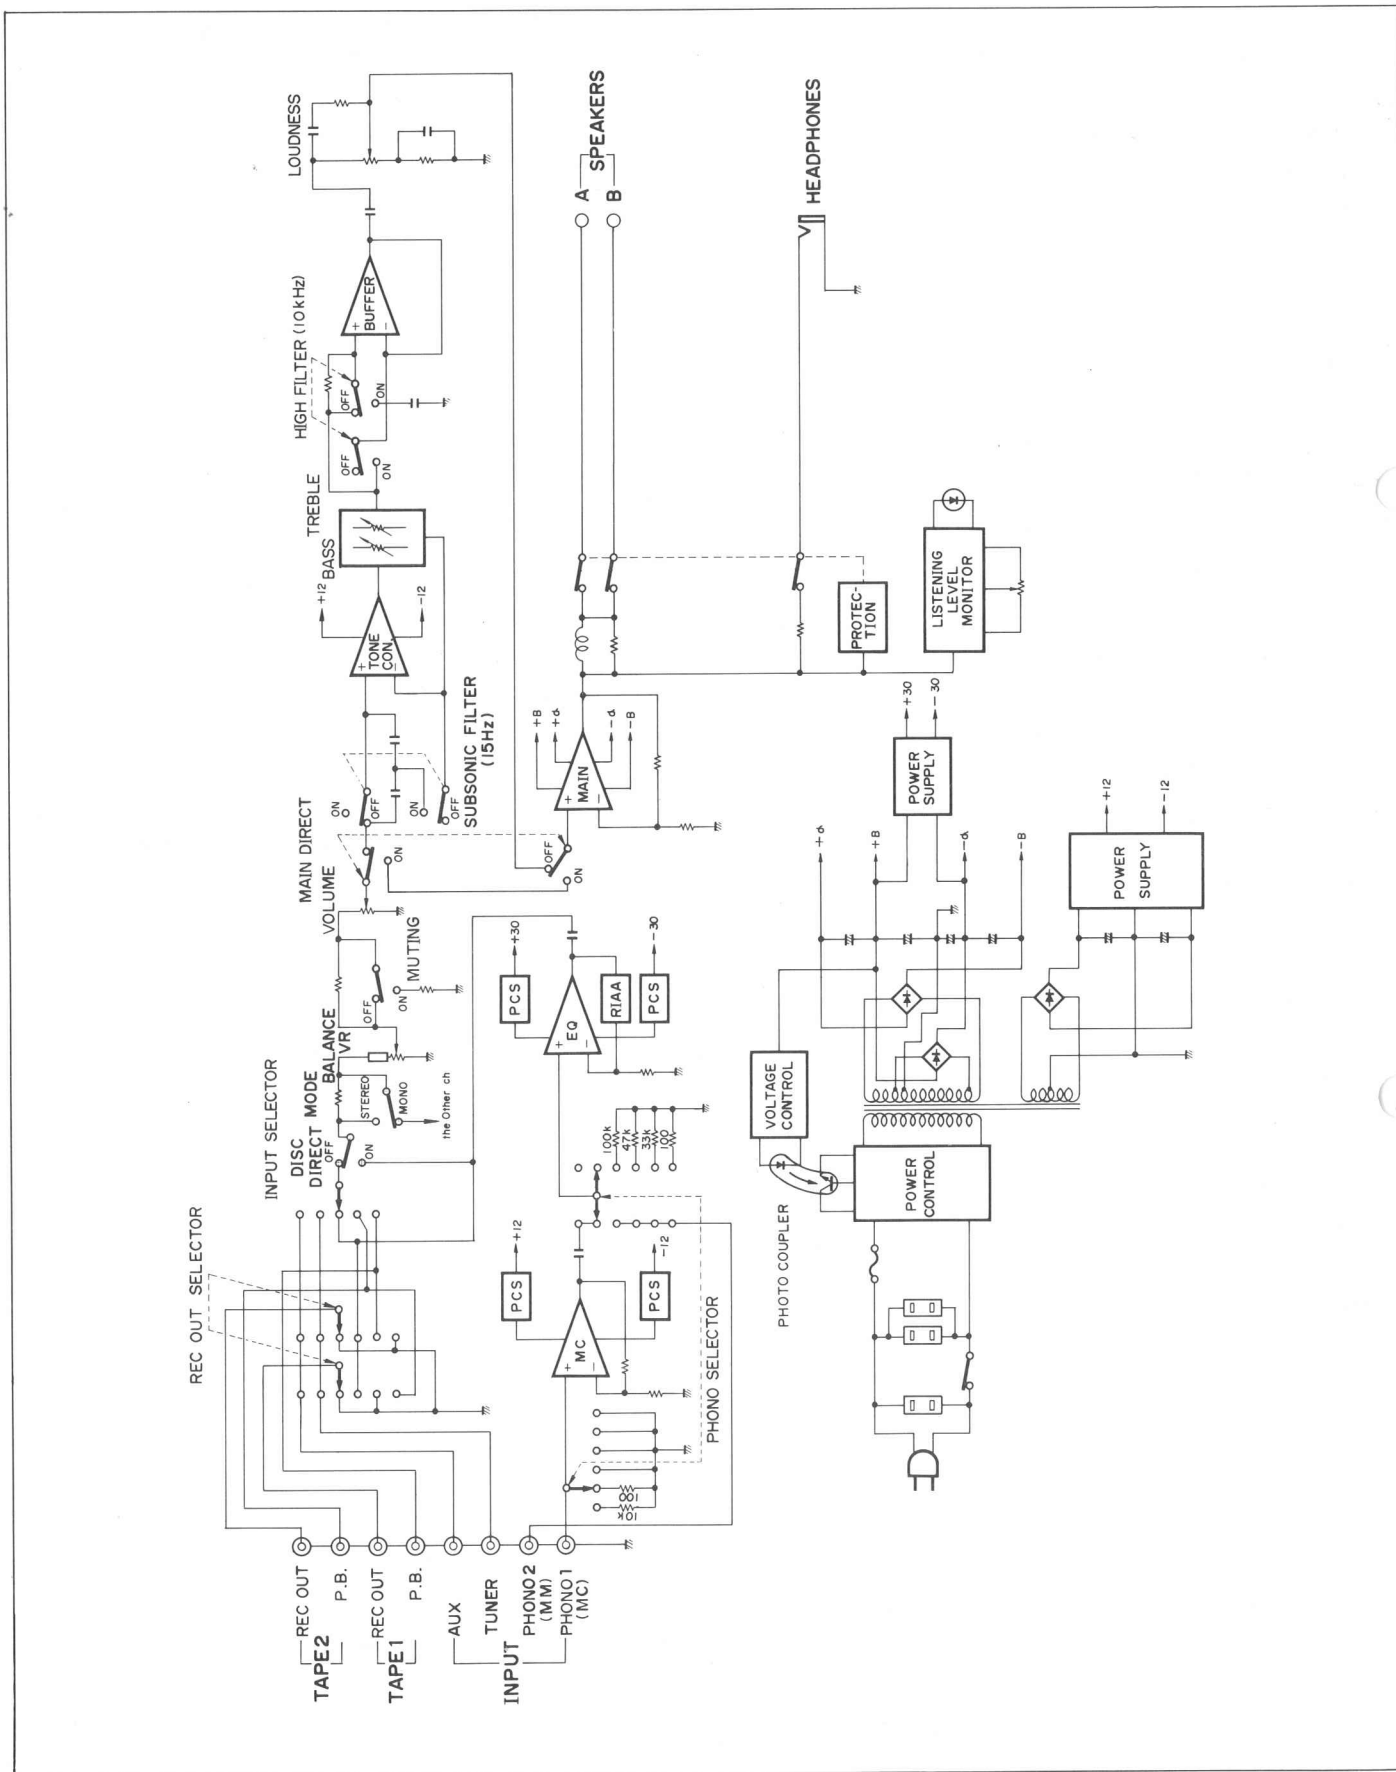 REC OUT SELECTOR
INPUT SELECTOR
DISC
DIRECT
OFF
ON
MODE
STEREO
MONO
the Other ch
BALANCE
VR
OFF
ON
MUTING
VOLUME
MAIN DIRECT
ON
OFF
ON
OFF
SUBSONIC FILTER
(15Hz)
ON
OFF
ON
+12
+
TONE
CON.
−
-12
BASS
TREBLE
HIGH FILTER (10kHz)
OFF
ON
OFF
ON
+
BUFFER
−
LOUDNESS
TAPE2
REC OUT
P.B.
TAPE1
REC OUT
P.B.
INPUT
AUX
TUNER
PHONO2
(MM)
PHONO1
(MC)
10k
100
PHONO SELECTOR
PCS
+12
+
MC
−
PCS
-12
100k
47k
33k
100
PCS
+30
+
EQ
−
RIAA
PCS
-30
+B
+d
+
MAIN
−
-d
-B
SPEAKERS
A
B
HEADPHONES
PROTEC-
TION
LISTENING
LEVEL
MONITOR
PHOTO COUPLER
POWER
CONTROL
VOLTAGE
CONTROL
+d
+B
-d
-B
POWER
SUPPLY
+30
-30
POWER
SUPPLY
+12
-12